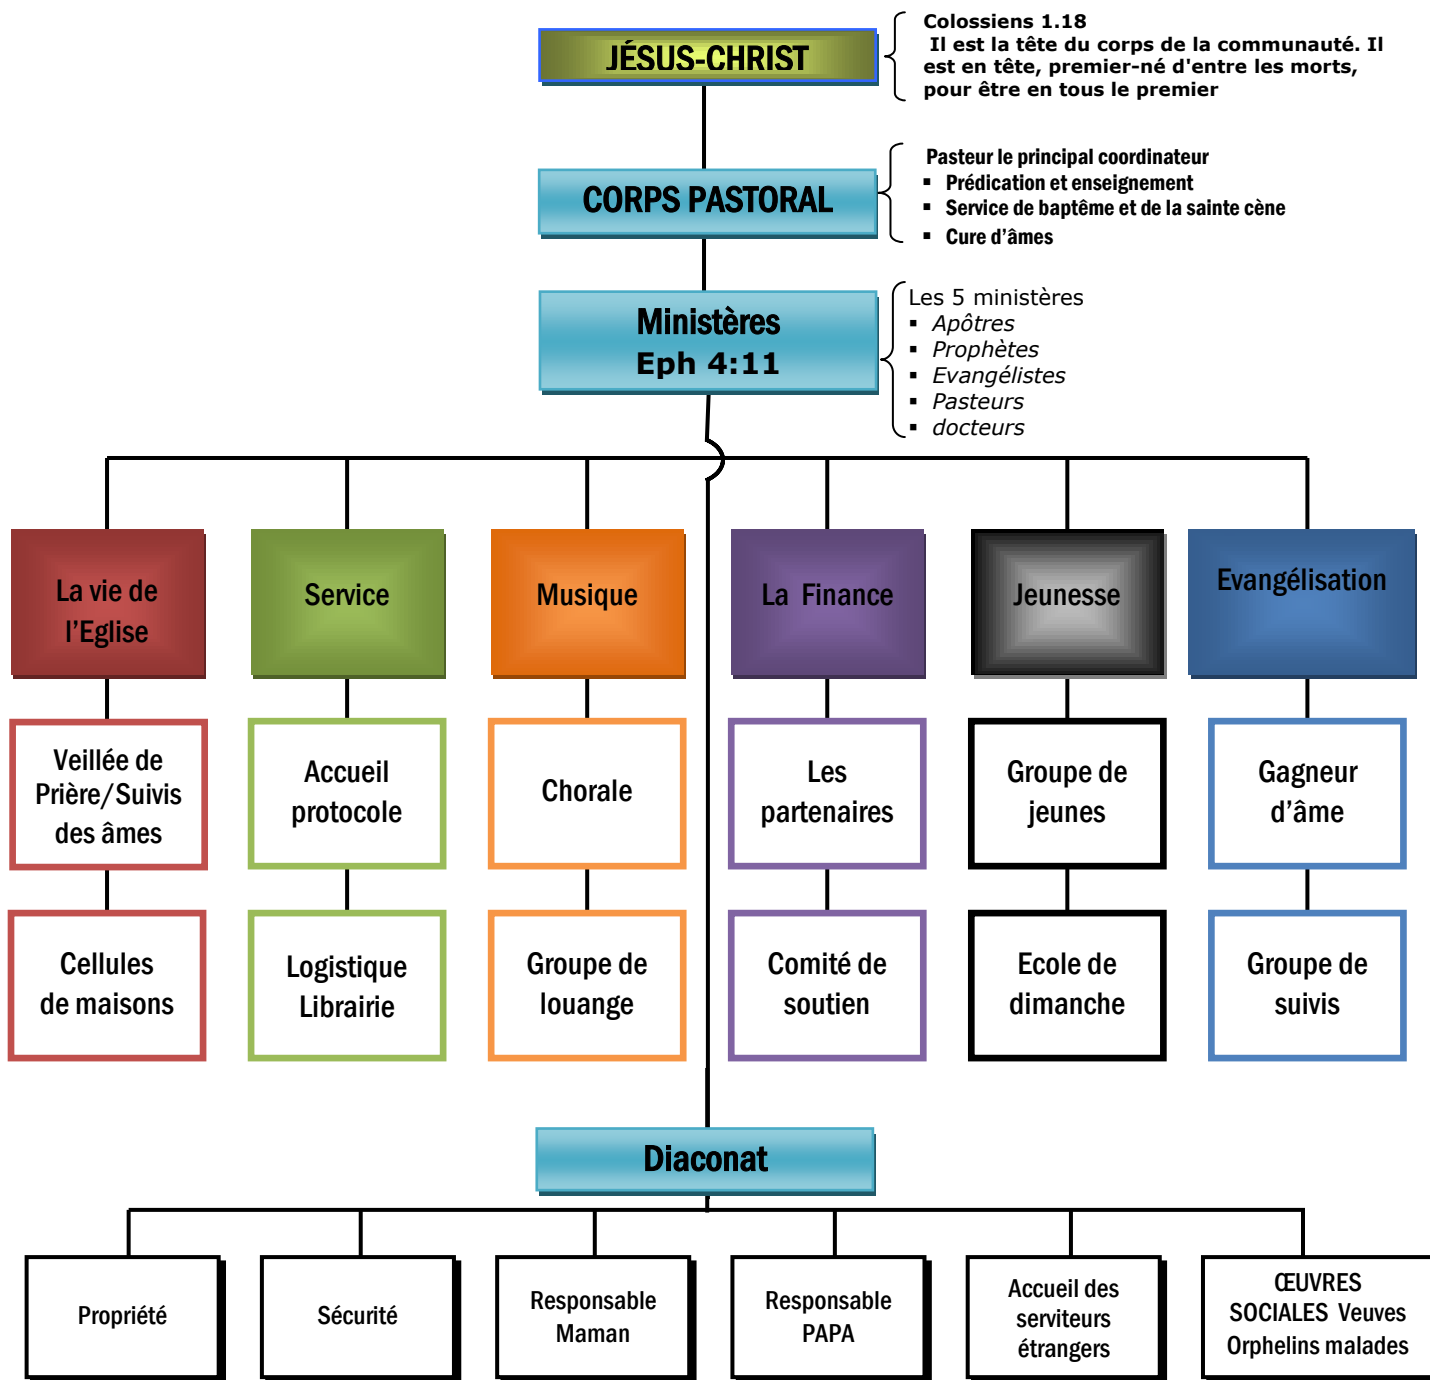 JÉSUS-CHRIST
Colossiens 1.18
Il est la tête du corps de la communauté. Il
est en tête, premier-né d'entre les morts,
pour être en tous le premier
CORPS PASTORAL
Pasteur le principal coordinateur
▪ Prédication et enseignement
▪ Service de baptême et de la sainte cène
▪ Cure d'âmes
Ministères
Eph 4:11
Les 5 ministères
▪ Apôtres
▪ Prophètes
▪ Evangélistes
▪ Pasteurs
▪ docteurs
La vie de
l'Eglise
Service
Musique
La Finance
Jeunesse
Evangélisation
Veillée de
Prière/Suivis
des âmes
Accueil
protocole
Chorale
Les
partenaires
Groupe de
jeunes
Gagneur
d'âme
Cellules
de maisons
Logistique
Librairie
Groupe de
louange
Comité de
soutien
Ecole de
dimanche
Groupe de
suivis
Diaconat
Propriété
Sécurité
Responsable
Maman
Responsable
PAPA
Accueil des
serviteurs
étrangers
ŒUVRES
SOCIALES Veuves
Orphelins malades